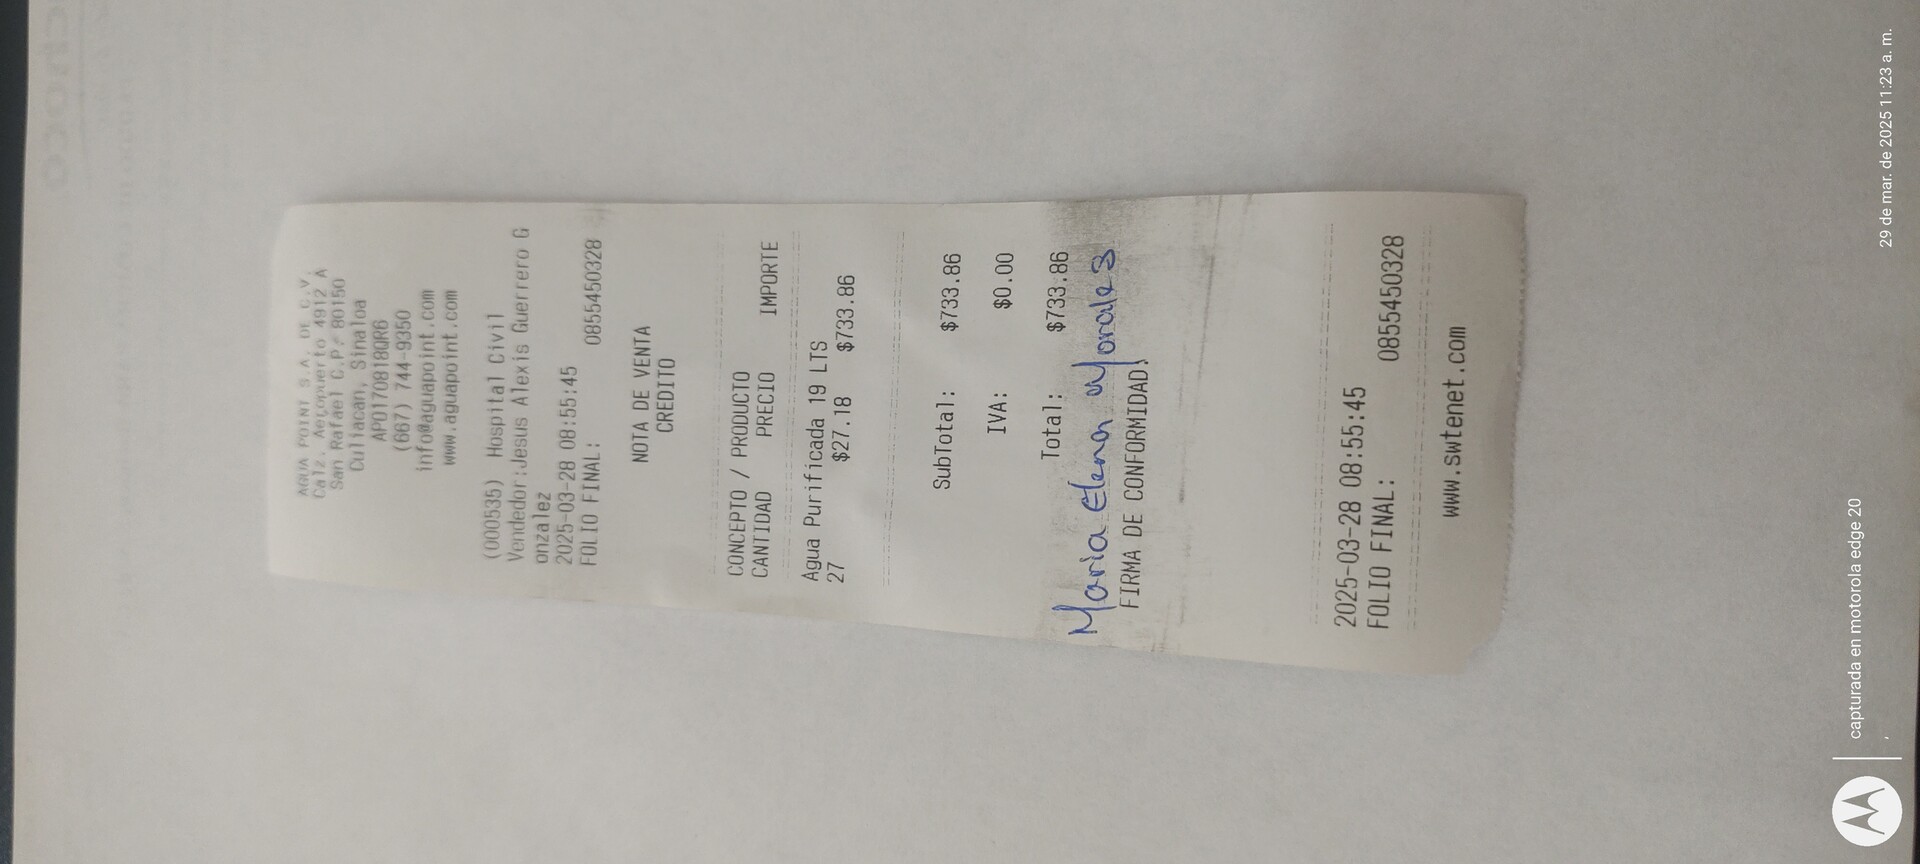 AGUA POINT S.A. DE C.V.
Calz. Aeropuerto 4912 A
San Rafael C.P. 80150
Culiacan, Sinaloa
APO170818QR6
(667) 744-9350
info@aguapoint.com
www.aguapoint.com
(000535) Hospital Civil
Vendedor:Jesus Alexis Guerrero G
onzalez
2025-03-28 08:55:45
FOLIO FINAL: 0855450328
NOTA DE VENTA
CREDITO
CONCEPTO / PRODUCTO
CANTIDAD PRECIO IMPORTE
Agua Purificada 19 LTS
27 $27.18 $733.86
SubTotal: $733.86
IVA: $0.00
Total: $733.86
Maria Elena Morales
FIRMA DE CONFORMIDAD
2025-03-28 08:55:45
FOLIO FINAL: 0855450328
www.swtenet.com
capturada en motorola edge 20
29 de mar. de 2025 11:23 a. m.